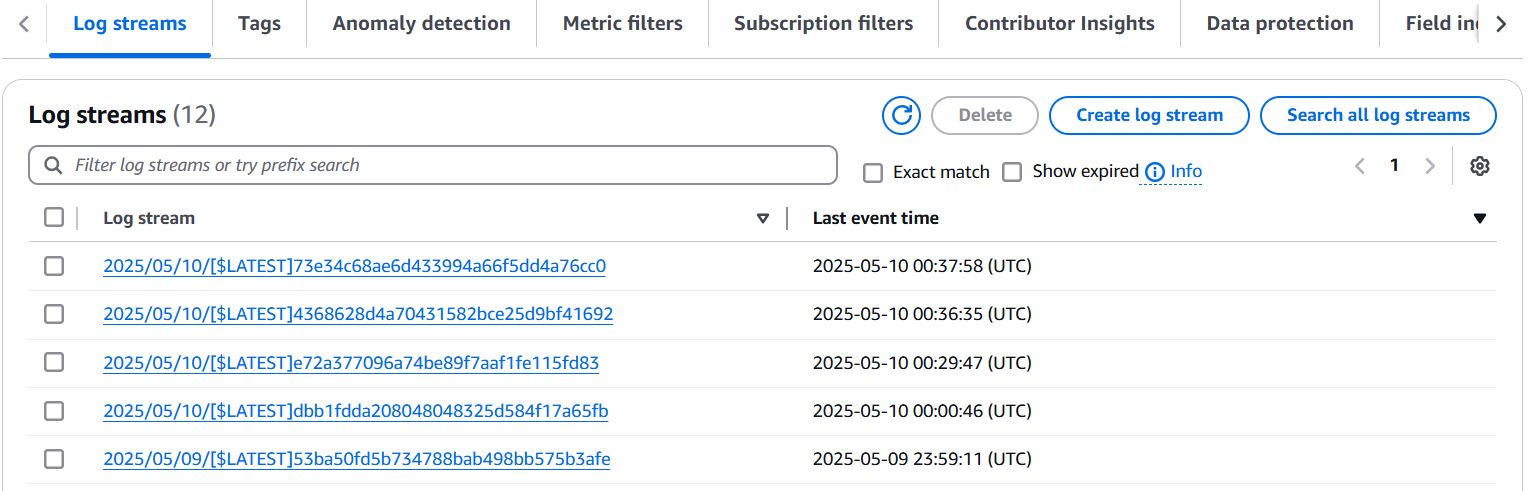 Log streams Tags Anomaly detection Metric filters Subscription filters Contributor Insights Data protection Field in
Log streams (12) Delete Create log stream Search all log streams
Filter log streams or try prefix search Exact match Show expired Info 1
Log stream Last event time
2025/05/10/[$LATEST]73e34c68ae6d433994a66f5dd4a76cc0 2025-05-10 00:37:58 (UTC)
2025/05/10/[$LATEST]4368628d4a70431582bce25d9bf41692 2025-05-10 00:36:35 (UTC)
2025/05/10/[$LATEST]e72a377096a74be89f7aaf1fe115fd83 2025-05-10 00:29:47 (UTC)
2025/05/10/[$LATEST]dbb1fdda208048048325d584f17a65fb 2025-05-10 00:00:46 (UTC)
2025/05/09/[$LATEST]53ba50fd5b734788bab498bb575b3afe 2025-05-09 23:59:11 (UTC)